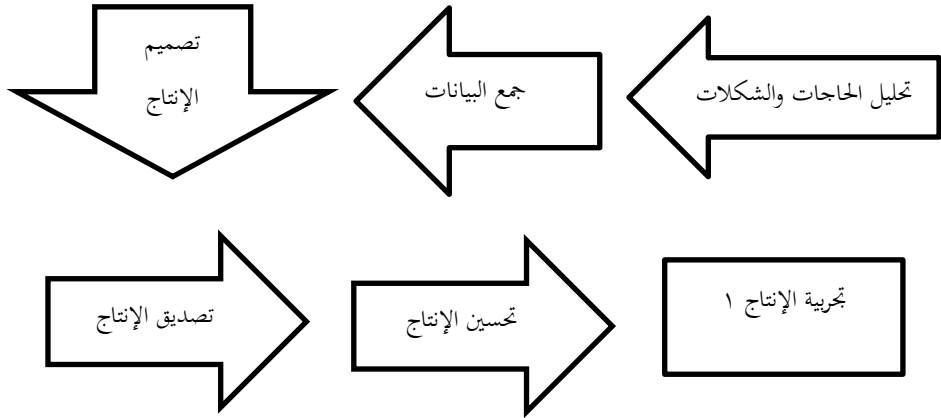 تحليل الحاجات والشكلات
جمع البيانات
تصميم
الإنتاج
تصديق الإنتاج
تحسين الإنتاج
تجربية الإنتاج ١